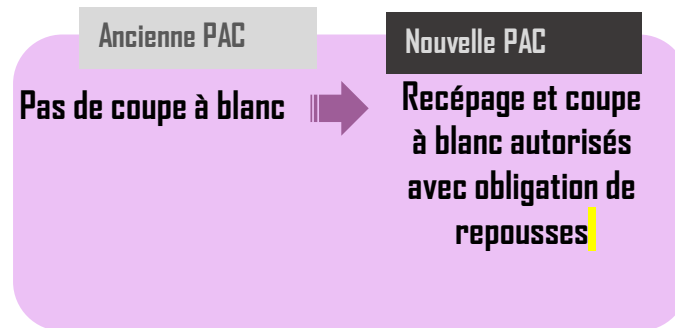 Ancienne PAC
Nouvelle PAC
Pas de coupe à blanc
Recépage et coupe
à blanc autorisés
avec obligation de
repousses